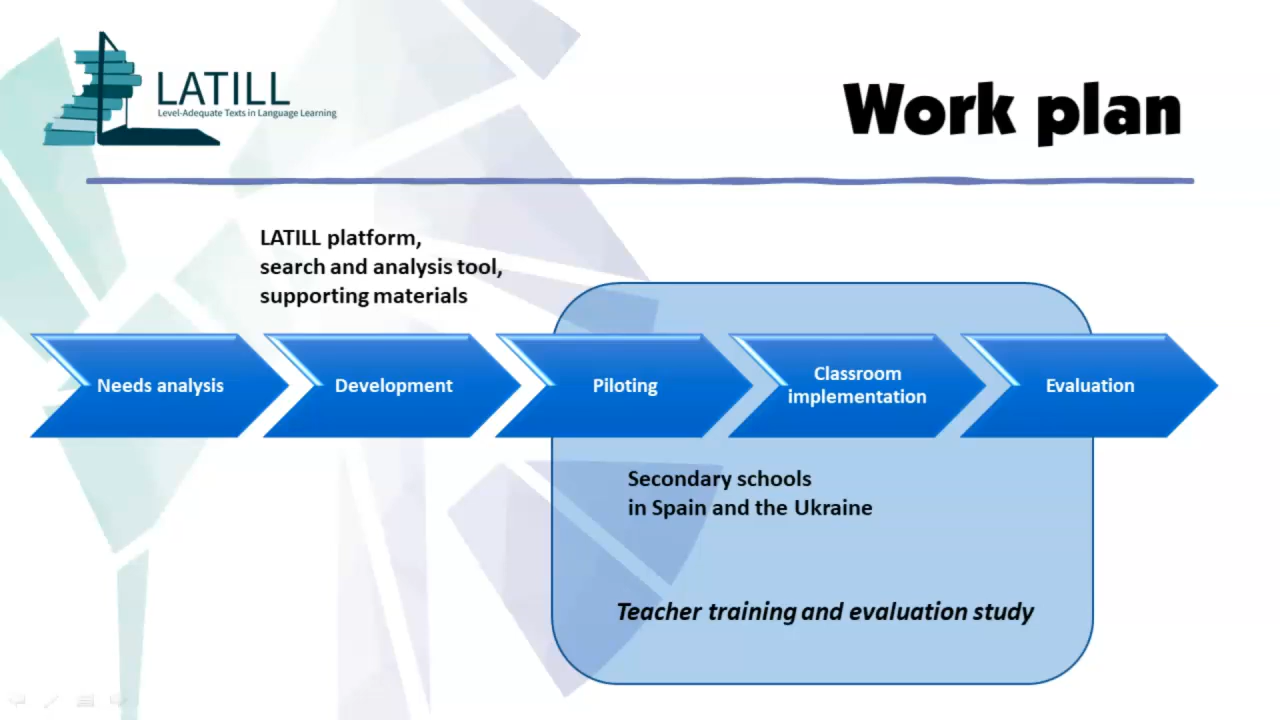 LATILL
Level-Adequate Texts in Language Learning
Work plan
LATILL platform,
search and analysis tool,
supporting materials
Needs analysis
Development
Piloting
Classroom
implementation
Evaluation
Secondary schools
in Spain and the Ukraine
Teacher training and evaluation study